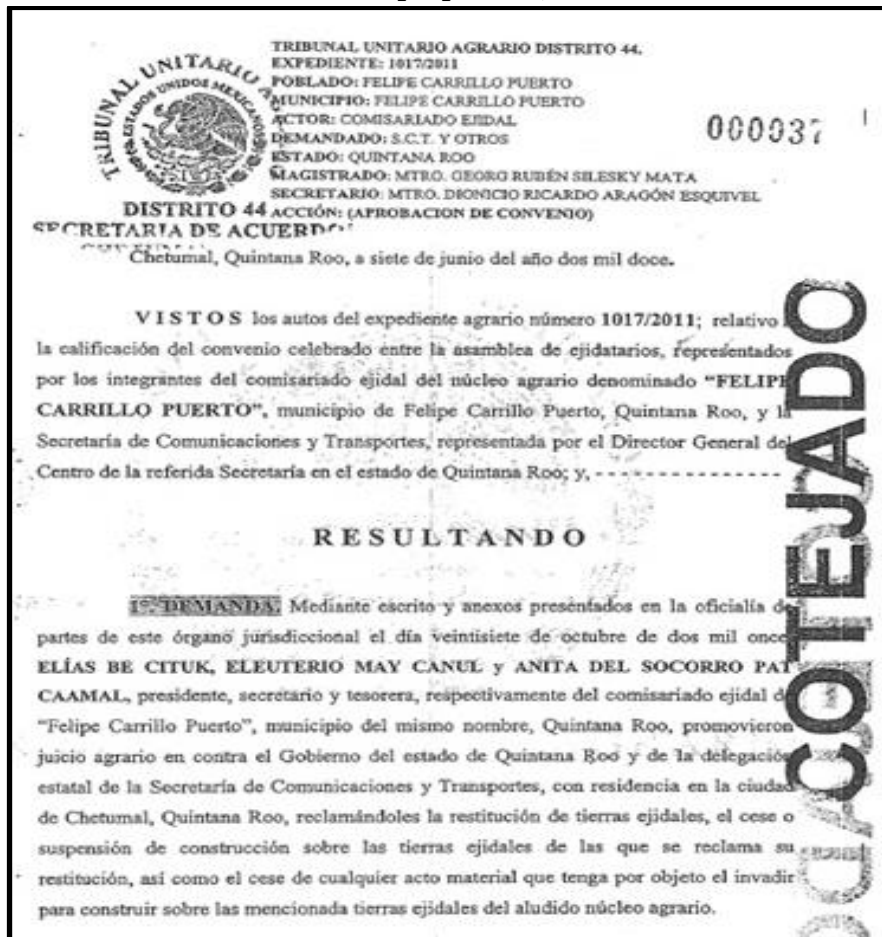 TRIBUNAL UNITARIO AGRARIO DISTRITO 44.
EXPEDIENTE: 1017/2011
POBLADO: FELIPE CARRILLO PUERTO
MUNICIPIO: FELIPE CARRILLO PUERTO
ACTOR: COMISARIADO EJIDAL
DEMANDADO: S.C.T. Y OTROS
ESTADO: QUINTANA ROO
MAGISTRADO: MTRO. GEORG RUBÉN SILESKY MATA
SECRETARIO: MTRO. DIONICIO RICARDO ARAGÓN ESQUIVEL
ACCIÓN: (APROBACION DE CONVENIO)
TRIBUNAL UNITARIO
ESTADOS UNIDOS MEXICANOS
DISTRITO 44
SECRETARIA DE ACUERDO
000037
Chetumal, Quintana Roo, a siete de junio del año dos mil doce.
V I S T O S los autos del expediente agrario número 1017/2011; relativo
la calificación del convenio celebrado entre la asamblea de ejidatarios, representados
por los integrantes del comisariado ejidal del núcleo agrario denominado “FELIPE
CARRILLO PUERTO”, municipio de Felipe Carrillo Puerto, Quintana Roo, y la
Secretaría de Comunicaciones y Transportes, representada por el Director General del
Centro de la referida Secretaría en el estado de Quintana Roo; y, - - - - - - - - - - - - - -
R E S U L T A N D O
1º. DEMANDA. Mediante escrito y anexos presentados en la oficialía de
partes de este órgano jurisdiccional el día veintisiete de octubre de dos mil once
ELÍAS BE CITUK, ELEUTERIO MAY CANUL y ANITA DEL SOCORRO PAT
CAAMAL, presidente, secretario y tesorera, respectivamente del comisariado ejidal de
“Felipe Carrillo Puerto”, municipio del mismo nombre, Quintana Roo, promovieron
juicio agrario en contra el Gobierno del estado de Quintana Roo y de la delegación
estatal de la Secretaría de Comunicaciones y Transportes, con residencia en la ciudad
de Chetumal, Quintana Roo, reclamándoles la restitución de tierras ejidales, el cese o
suspensión de construcción sobre las tierras ejidales de las que se reclama su
restitución, así como el cese de cualquier acto material que tenga por objeto el invadir
para construir sobre las mencionada tierras ejidales del aludido núcleo agrario.
COTEJADO